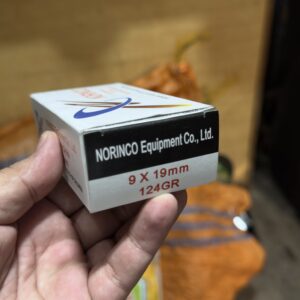 NORINCO Equipment Co., Ltd.
9 X 19mm
124GR